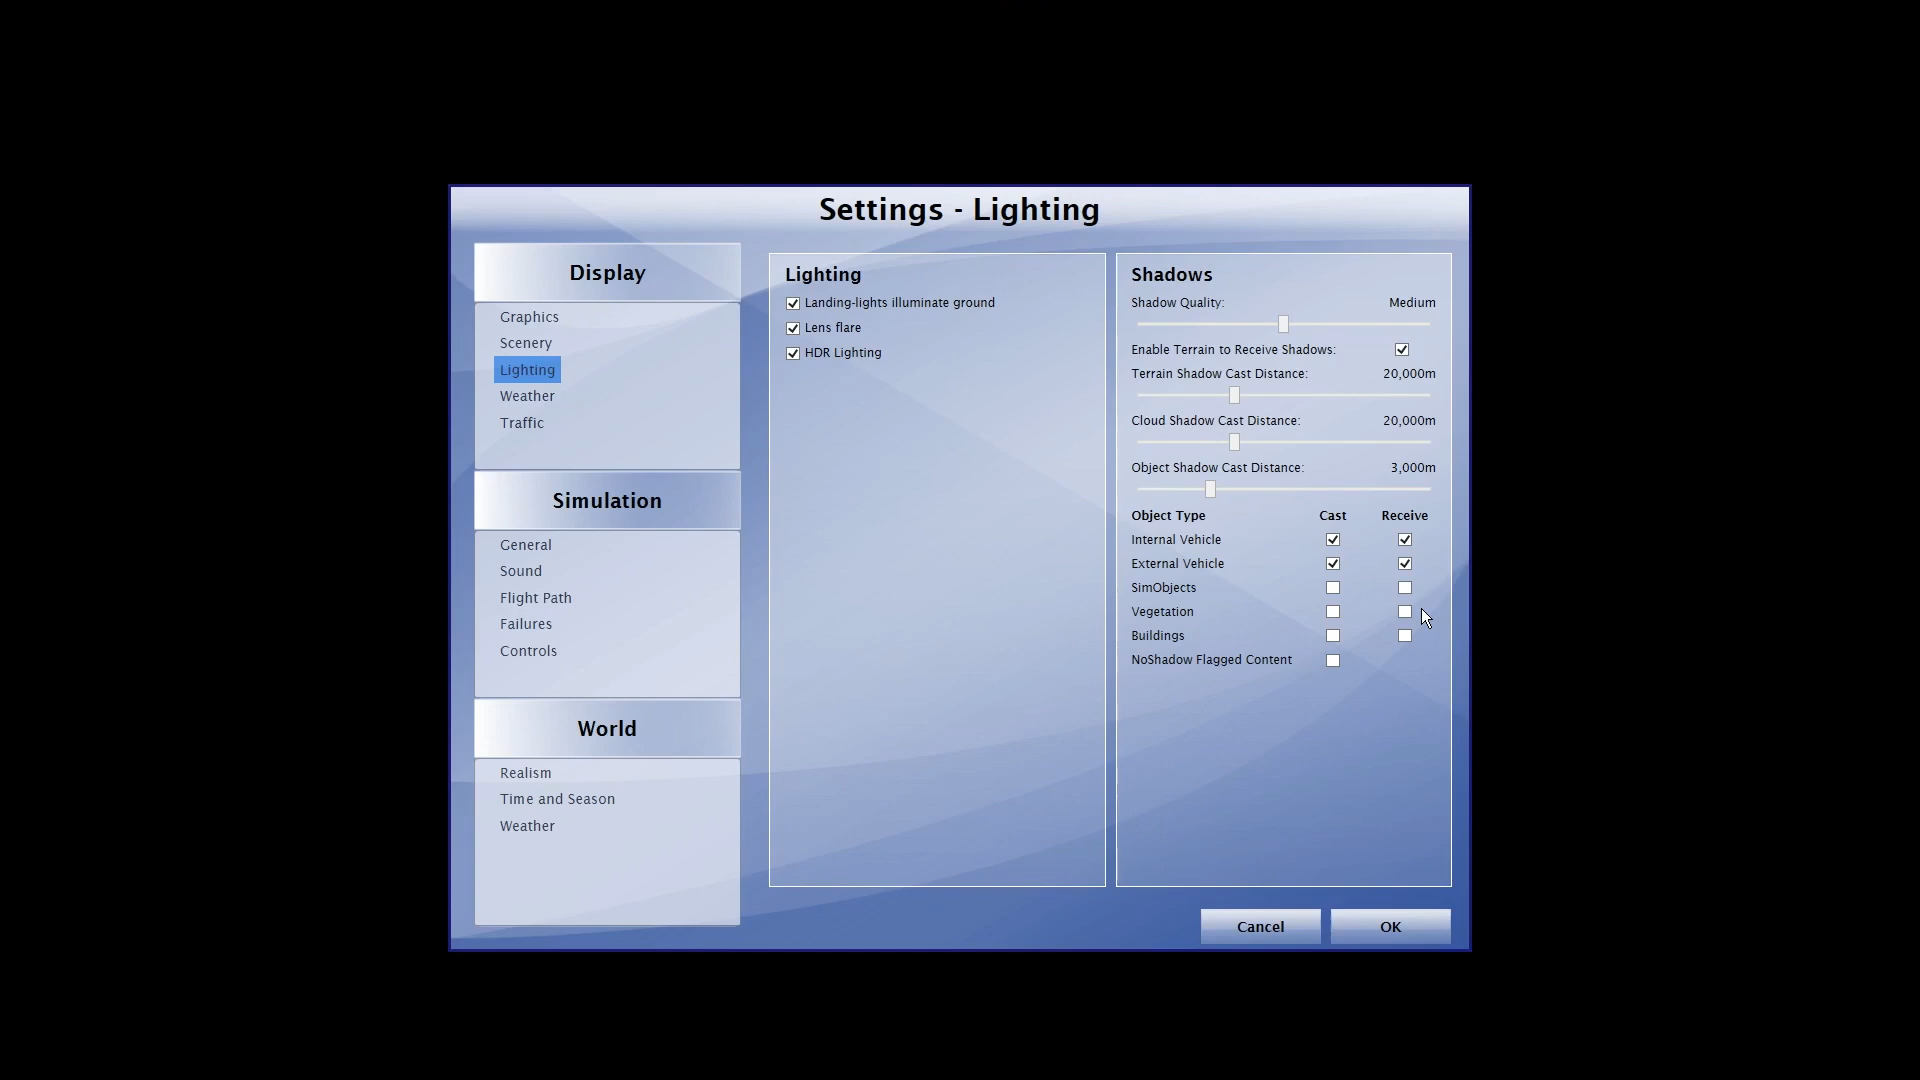 Settings - Lighting
Display
Graphics
Scenery
Lighting
Weather
Traffic
Simulation
General
Sound
Flight Path
Failures
Controls
World
Realism
Time and Season
Weather
Lighting
Landing-lights illuminate ground
Lens flare
HDR Lighting
Shadows
Shadow Quality: Medium
Enable Terrain to Receive Shadows:
Terrain Shadow Cast Distance: 20,000m
Cloud Shadow Cast Distance: 20,000m
Object Shadow Cast Distance: 3,000m
Object Type Cast Receive
Internal Vehicle
External Vehicle
SimObjects
Vegetation
Buildings
NoShadow Flagged Content
Cancel OK